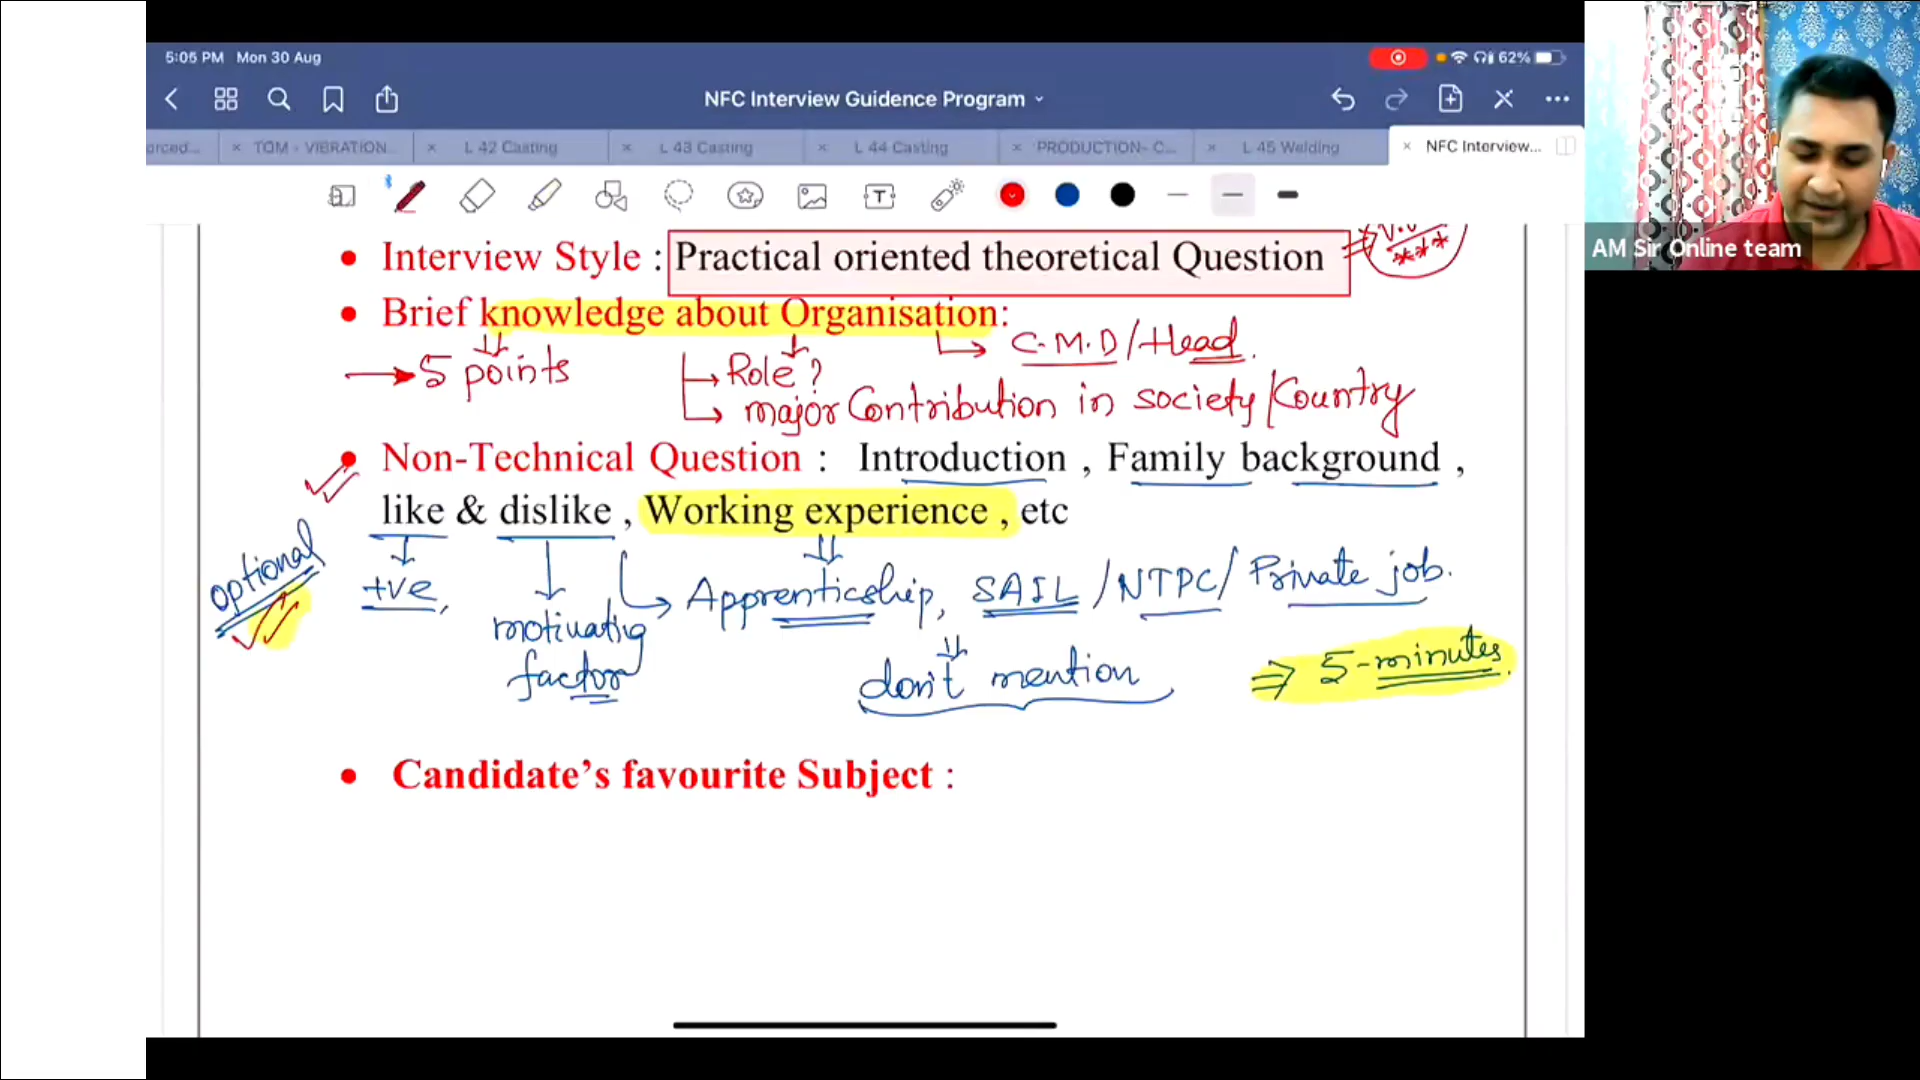 5:05 PM Mon 30 Aug
62%
NFC Interview Guidence Program
orced...
TOM - VIBRATION...
L 42 Casting
L 43 Casting
L 44 Casting
PRODUCTION- C...
L 45 Welding
NFC Interview...
AM Sir Online team
• Interview Style : Practical oriented theoretical Question ⇒ ***
• Brief knowledge about Organisation:
C.M.D/Head.
→ 5 points
Role?
major Contribution in society/Country
• Non-Technical Question : Introduction , Family background ,
like & dislike , Working experience , etc
optional
+ve,
motivating
factor
Apprenticeship, SAIL/NTPC/Private job.
don't mention
⇒ 5-minutes.
• Candidate's favourite Subject :